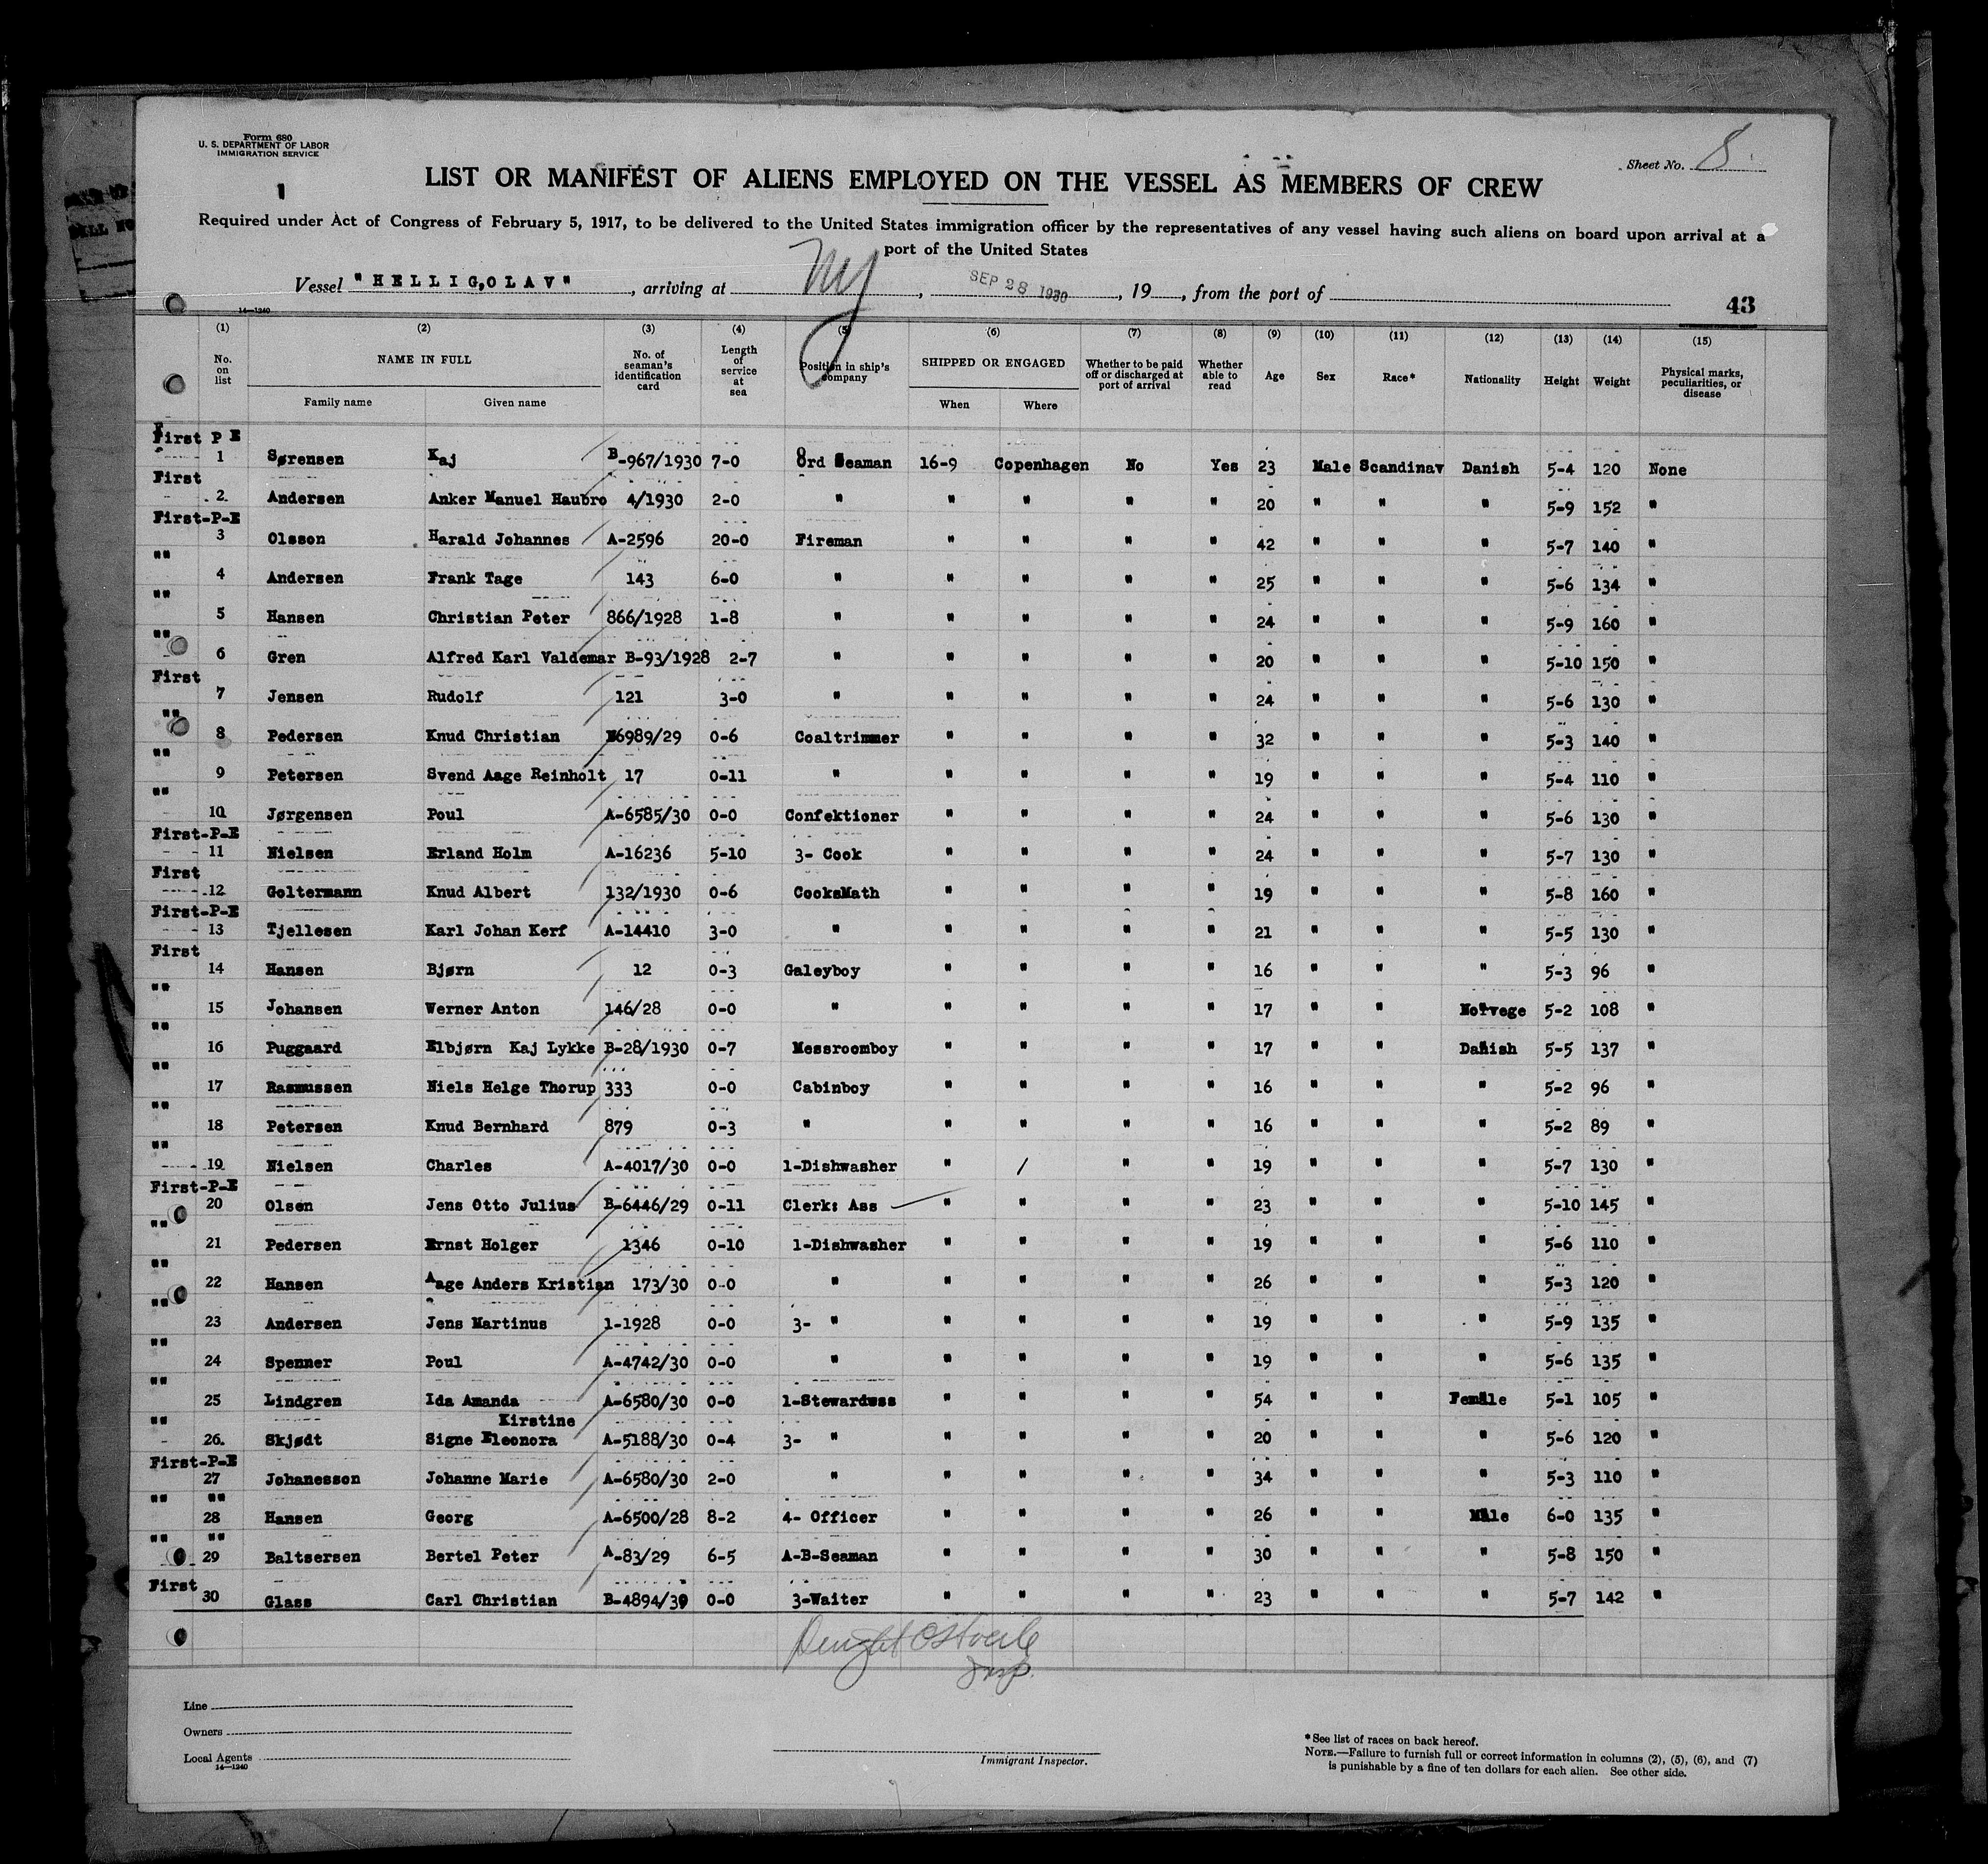 Form 680
U. S. DEPARTMENT OF LABOR
IMMIGRATION SERVICE
Sheet No. 8
LIST OR MANIFEST OF ALIENS EMPLOYED ON THE VESSEL AS MEMBERS OF CREW
Required under Act of Congress of February 5, 1917, to be delivered to the United States immigration officer by the representatives of any vessel having such aliens on board upon arrival at a
port of the United States
Vessel "HELLIG,OLAV", arriving at NY, SEP 28 1930, 19, from the port of
43
14—1240
(1) (2) (3) (4) (5) (6) (7) (8) (9) (10) (11) (12) (13) (14) (15)
No. on list NAME IN FULL Family name Given name No. of seaman's identification card Length of service at sea Position in ship's company SHIPPED OR ENGAGED When Where Whether to be paid off or discharged at port of arrival Whether able to read Age Sex Race* Nationality Height Weight Physical marks, peculiarities, or disease
First P E
1 Sørensen Kaj B-967/1930 7-0 Ord Seaman 16-9 Copenhagen No Yes 23 Male Scandinav Danish 5-4 120 None
First
2 Andersen Anker Manuel Haubro 4/1930 2-0 " " " " " 20 " " " 5-9 152 "
First-P-E
3 Olsson Harald Johannes A-2596 20-0 Fireman " " " " 42 " " " 5-7 140 "
""
4 Andersen Frank Tage 143 6-0 " " " " " 25 " " " 5-6 134 "
""
5 Hansen Christian Peter 866/1928 1-8 " " " " " 24 " " " 5-9 160 "
""
6 Gren Alfred Karl Valdemar B-93/1928 2-7 " " " " " 20 " " " 5-10 150 "
First
7 Jensen Rudolf 121 3-0 " " " " " 24 " " " 5-6 130 "
""
8 Pedersen Knud Christian 6989/29 0-6 Coaltrimmer " " " " 32 " " " 5-3 140 "
""
9 Petersen Svend Aage Reinholt 17 0-11 " " " " " 19 " " " 5-4 110 "
""
10 Jørgensen Poul A-6585/30 0-0 Confektioner " " " " 24 " " " 5-6 130 "
First-P-E
11 Nielsen Erland Holm A-16236 5-10 3- Cook " " " " 24 " " " 5-7 130 "
First
12 Goltermann Knud Albert 132/1930 0-6 CooksMath " " " " 19 " " " 5-8 160 "
First-P-E
13 Tjellesen Karl Johan Kerf A-14410 3-0 " " " " " 21 " " " 5-5 130 "
First
14 Hansen Bjørn 12 0-3 Galeyboy " " " " 16 " " " 5-3 96 "
""
15 Johansen Werner Anton 146/28 0-0 " " " " " 17 " " Norvege 5-2 108 "
""
16 Puggaard Elbjørn Kaj Lykke B-28/1930 0-7 Messroomboy " " " " 17 " " Danish 5-5 137 "
""
17 Rasmussen Niels Helge Thorup 333 0-0 Cabinboy " " " " 16 " " " 5-2 96 "
""
18 Petersen Knud Bernhard 879 0-3 " " " " " 16 " " " 5-2 89 "
""
19 Nielsen Charles A-4017/30 0-0 1-Dishwasher " / " " 19 " " " 5-7 130 "
First-P-E
20 Olsen Jens Otto Julius B-6446/29 0-11 Clerk: Ass " " " " 23 " " " 5-10 145 "
""
21 Pedersen Ernst Holger 1346 0-10 1-Dishwasher " " " " 19 " " " 5-6 110 "
""
22 Hansen Aage Anders Kristian 173/30 0-0 " " " " " 26 " " " 5-3 120 "
""
23 Andersen Jens Martinus 1-1928 0-0 3- " " " " " 19 " " " 5-9 135 "
""
24 Spenner Poul A-4742/30 0-0 " " " " " 19 " " " 5-6 135 "
""
25 Lindgren Ida Amanda A-6580/30 0-0 1-Stewardess " " " " 54 " " Female 5-1 105 "
"" Kirstine
26. Skjødt Signe Eleonora A-5188/30 0-4 3- " " " " " 20 " " " 5-6 120 "
First-P-E
27 Johanesson Johanne Marie A-6580/30 2-0 " " " " " 34 " " " 5-3 110 "
"" ""
28 Hansen Georg A-6500/28 8-2 4- Officer " " " " 26 " " Male 6-0 135 "
"" ""
29 Baltsersen Bertel Peter A-83/29 6-5 A-B-Seaman " " " " 30 " " " 5-8 150 "
First
30 Glass Carl Christian B-4894/30 0-0 3-Waiter " " " " 23 " " " 5-7 142 "
Insp.
Line
Owners
Local Agents
14—1240
Immigrant Inspector.
*See list of races on back hereof.
NOTE.—Failure to furnish full or correct information in columns (2), (5), (6), and (7)
is punishable by a fine of ten dollars for each alien. See other side.